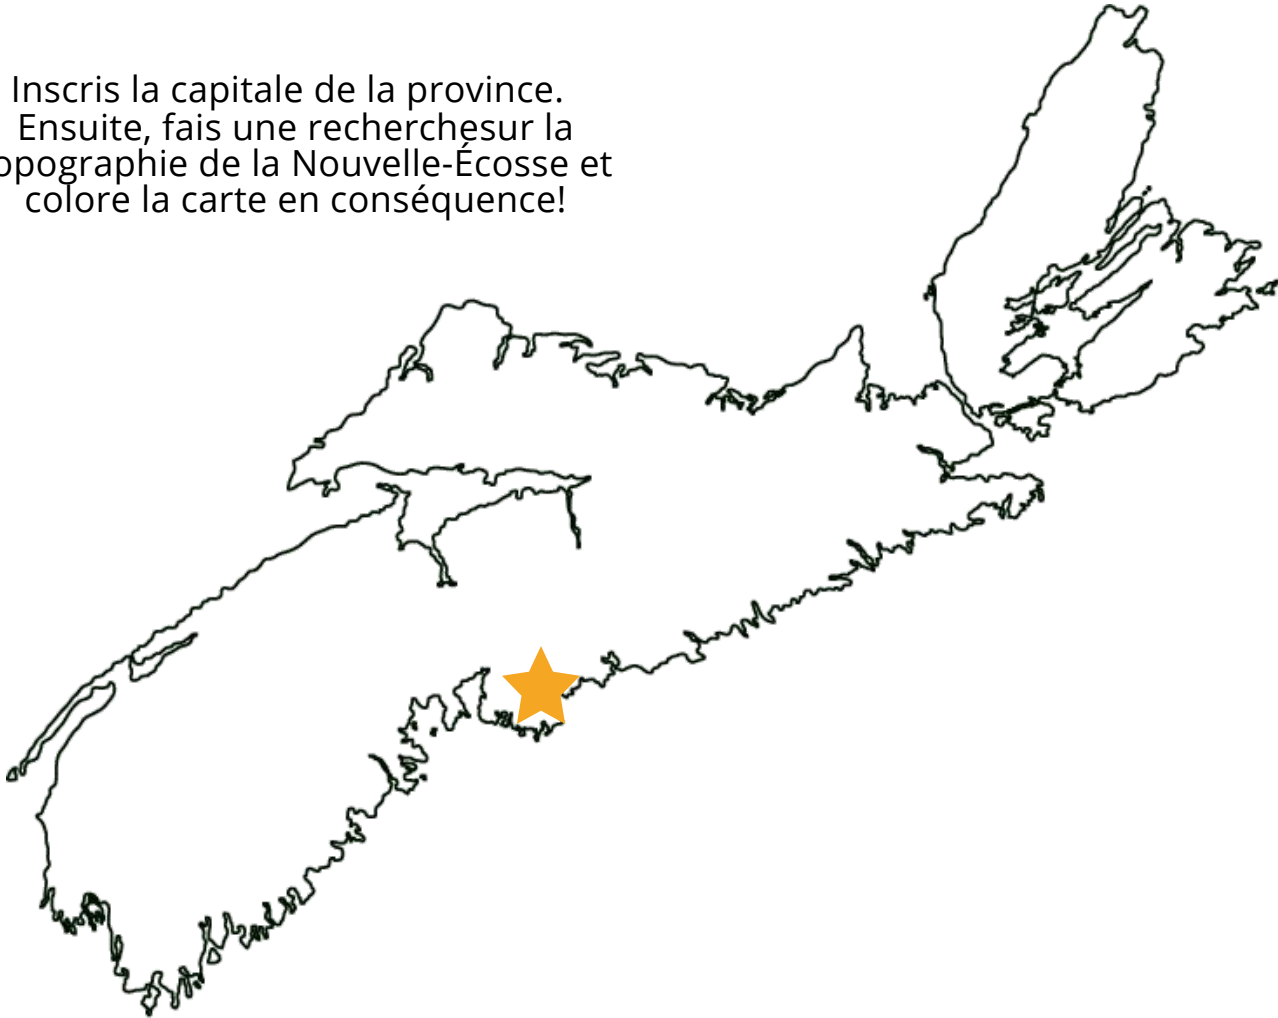 Inscris la capitale de la province.
Ensuite, fais une recherchesur la
opographie de la Nouvelle-Écosse et
colore la carte en conséquence!